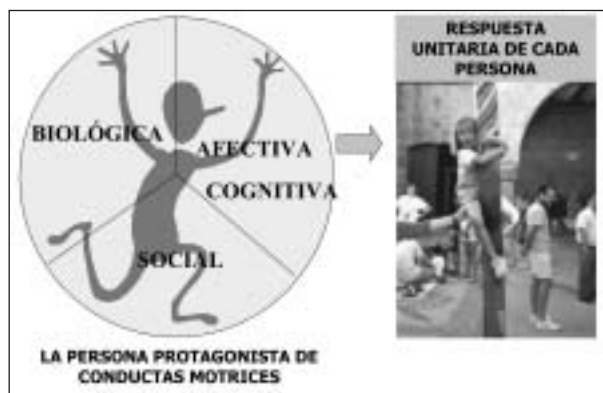 BIOLÓGICA
AFECTIVA
COGNITIVA
SOCIAL
LA PERSONA PROTAGONISTA DE
CONDUCTAS MOTRICES
RESPUESTA
UNITARIA DE CADA
PERSONA